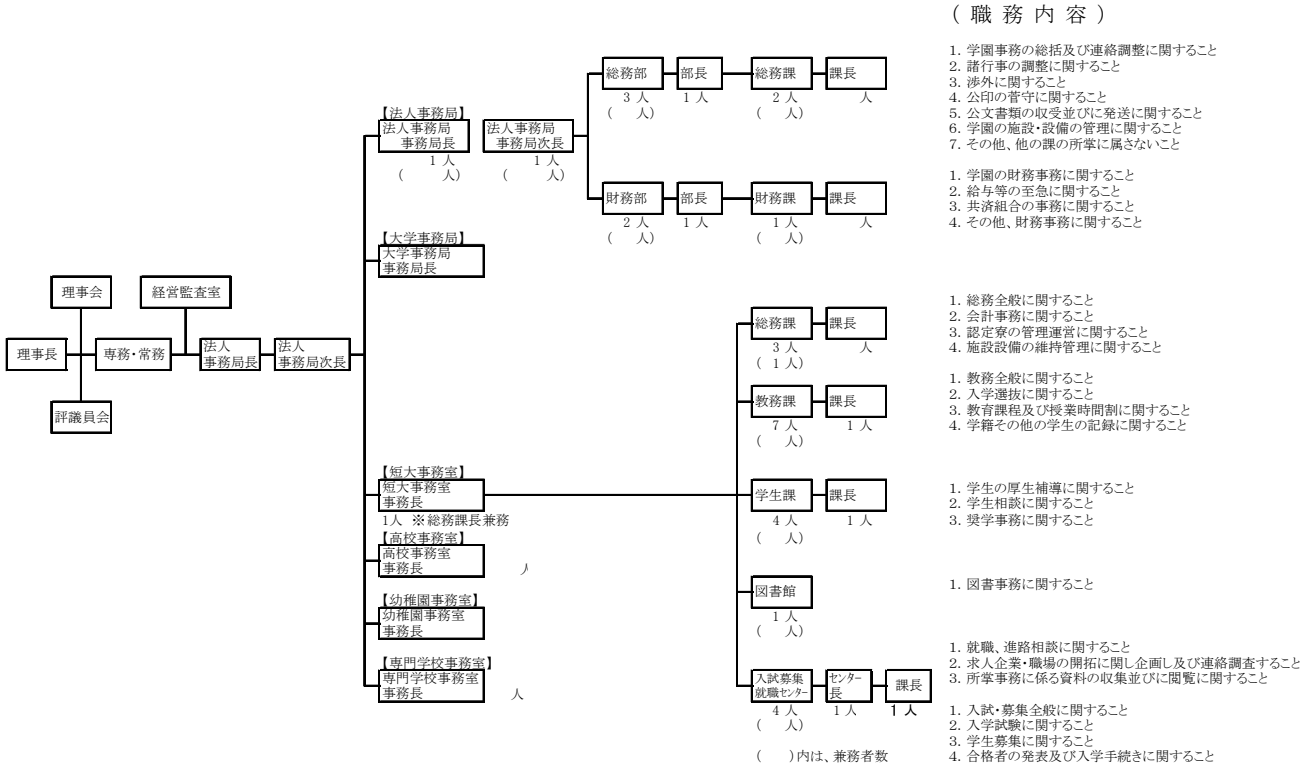 ( 職 務 内 容 )
総務部
部長
総務課
課長
3 人
1 人
2 人
人
(　人)
(　人)
1. 学園事務の総括及び連絡調整に関すること
2. 諸行事の調整に関すること
3. 渉外に関すること
4. 公印の菅守に関すること
5. 公文書類の収受並びに発送に関すること
6. 学園の施設・設備の管理に関すること
7. その他、他の課の所掌に属さないこと
【法人事務局】
法人事務局
事務局長
1 人
(　人)
法人事務局
事務局次長
1 人
(　人)
財務部
部長
財務課
課長
2 人
1 人
1 人
人
(　人)
(　人)
1. 学園の財務事務に関すること
2. 給与等の至急に関すること
3. 共済組合の事務に関すること
4. その他、財務事務に関すること
【大学事務局】
大学事務局
事務局長
理事会
経営監査室
理事長
専務・常務
法人
事務局長
法人
事務局次長
評議員会
総務課
課長
3 人
人
( 1 人)
1. 総務全般に関すること
2. 会計事務に関すること
3. 認定寮の管理運営に関すること
4. 施設設備の維持管理に関すること
教務課
課長
7 人
1 人
(　人)
1. 教務全般に関すること
2. 入学選抜に関すること
3. 教育課程及び授業時間割に関すること
4. 学籍その他の学生の記録に関すること
【短大事務室】
短大事務室
事務長
1人 ※総務課長兼務
学生課
課長
4 人
1 人
(　人)
1. 学生の厚生補導に関すること
2. 学生相談に関すること
3. 奨学事務に関すること
【高校事務室】
高校事務室
事務長
人
図書館
1 人
(　人)
1. 図書事務に関すること
【幼稚園事務室】
幼稚園事務室
事務長
【専門学校事務室】
専門学校事務室
事務長
人
入試募集
就職センター
センター
長
課長
4 人
1 人
1 人
(　人)
1. 就職、進路相談に関すること
2. 求人企業・職場の開拓に関し企画し及び連絡調査すること
3. 所掌事務に係る資料の収集並びに閲覧に関すること
1. 入試・募集全般に関すること
2. 入学試験に関すること
3. 学生募集に関すること
4. 合格者の発表及び入学手続きに関すること
(　)内は、兼務者数